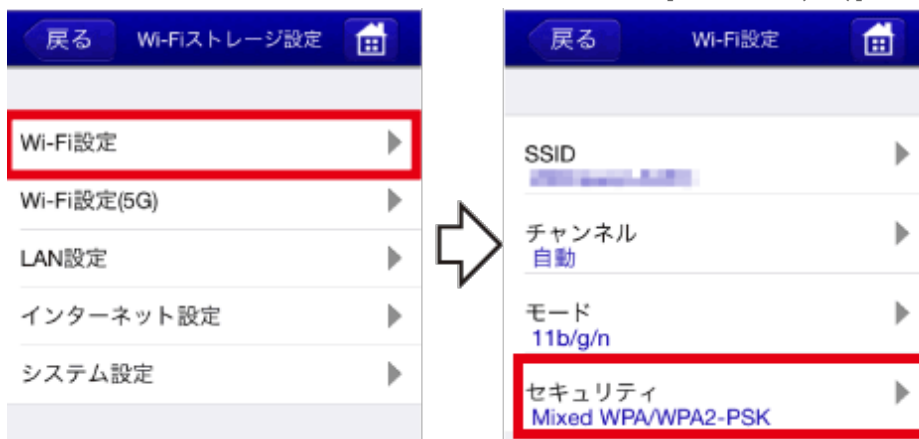 戻る
Wi-Fiストレージ設定
Wi-Fi設定
Wi-Fi設定(5G)
LAN設定
インターネット設定
システム設定
戻る
Wi-Fi設定
SSID
チャンネル
自動
モード
11b/g/n
セキュリティ
Mixed WPA/WPA2-PSK